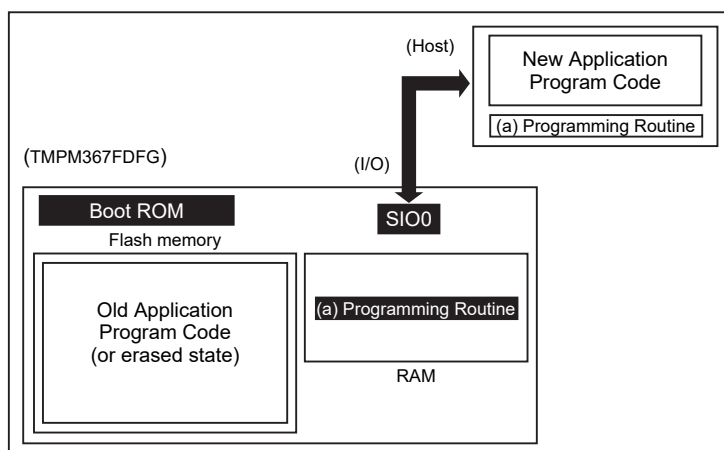 (Host)
New Application
Program Code
(a) Programming Routine
(TMPM367FDFG)
(I/O)
Boot ROM
SIO0
Flash memory
Old Application
Program Code
(or erased state)
(a) Programming Routine
RAM